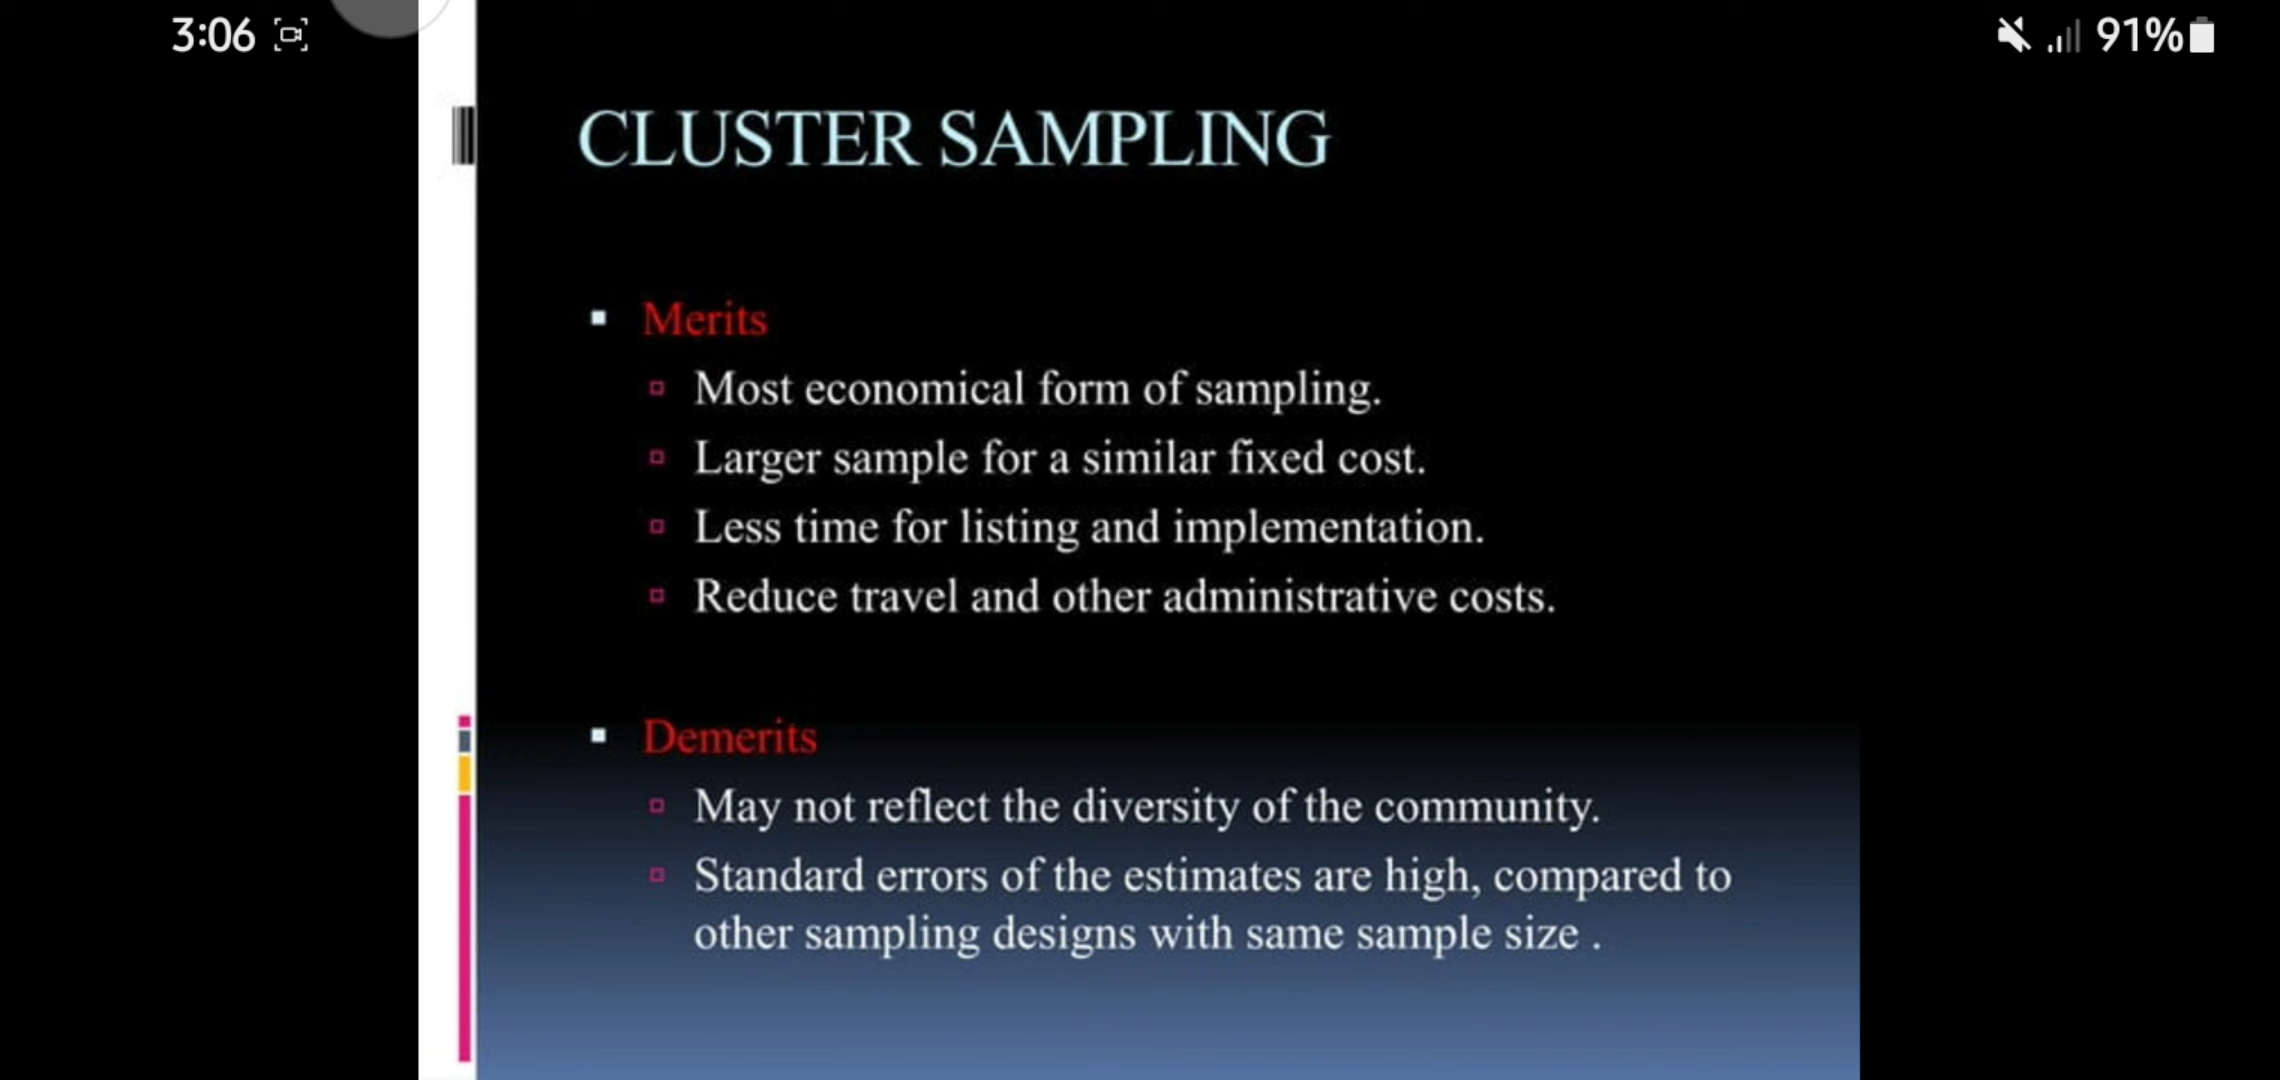 3:06
91%
CLUSTER SAMPLING
Merits
Most economical form of sampling.
Larger sample for a similar fixed cost.
Less time for listing and implementation.
Reduce travel and other administrative costs.
Demerits
May not reflect the diversity of the community.
Standard errors of the estimates are high, compared to
other sampling designs with same sample size .